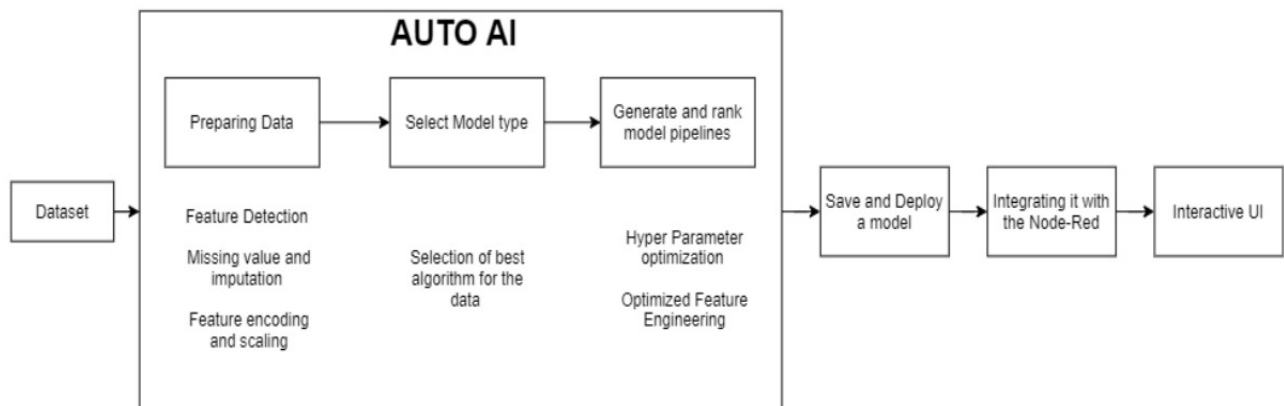 AUTO AI
Preparing Data
Select Model type
Generate and rank
model pipelines
Dataset
Feature Detection
Missing value and
imputation
Feature encoding
and scaling
Selection of best
algorithm for the
data
Hyper Parameter
optimization
Optimized Feature
Engineering
Save and Deploy
a model
Integrating it with
the Node-Red
Interactive UI